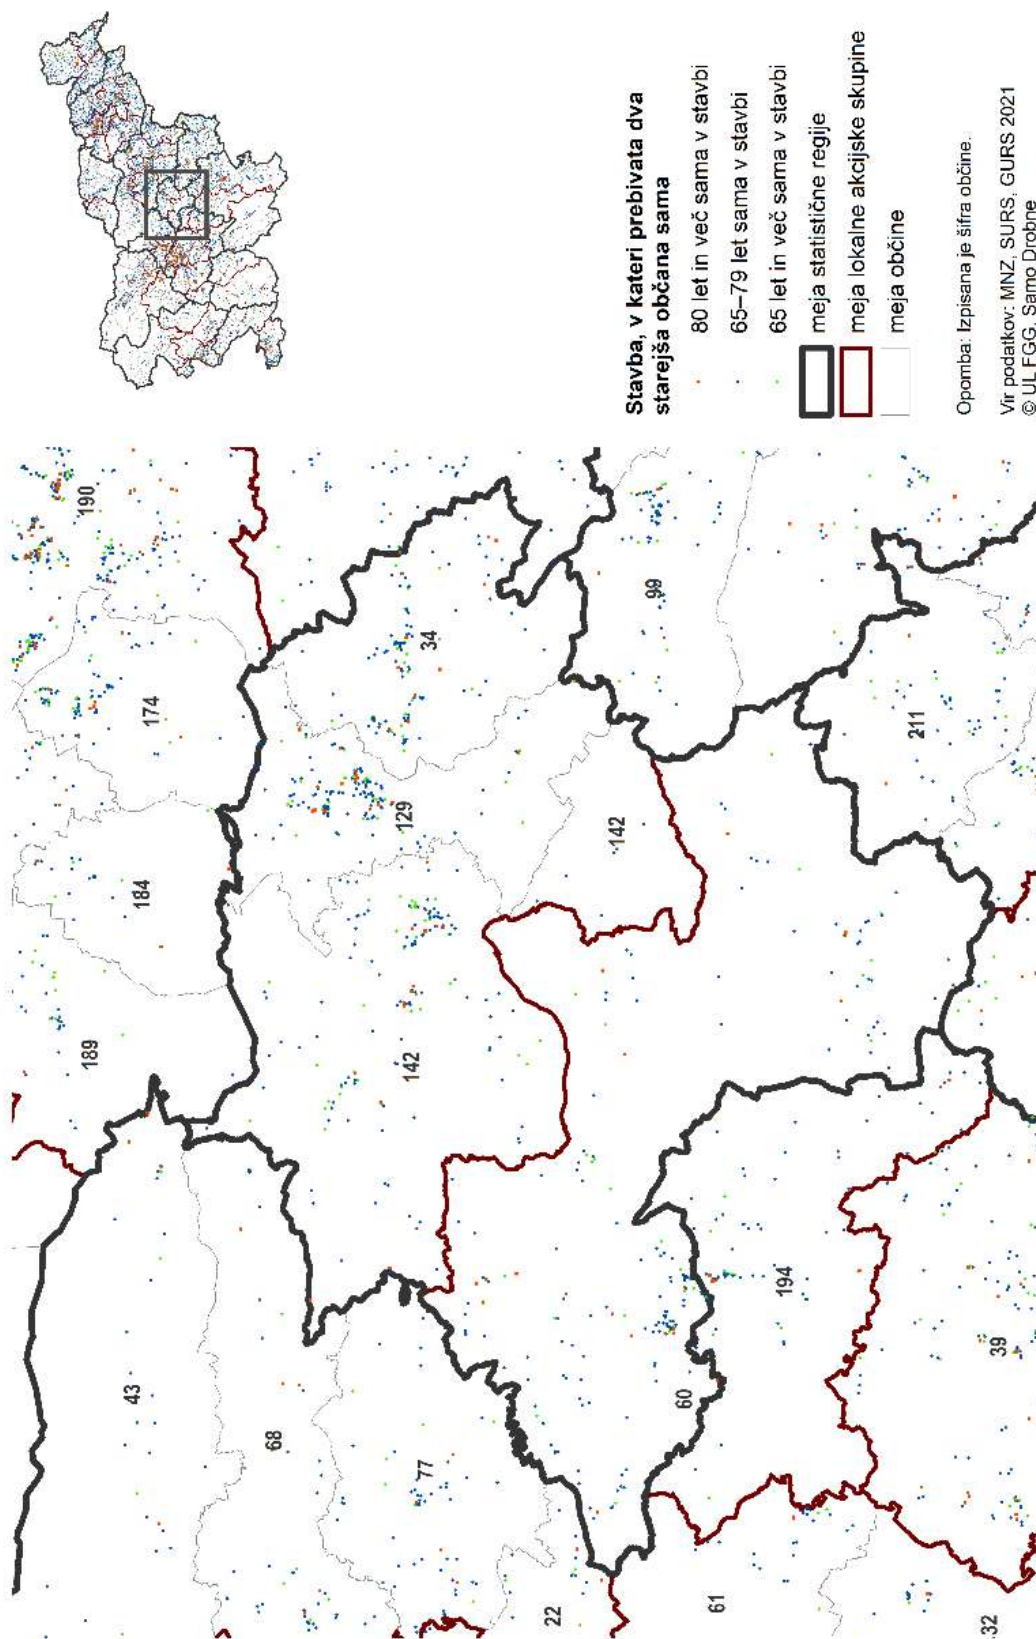 Stavba, v kateri prebivata dva
starejša občana sama
80 let in več sama v stavbi
65–79 let sama v stavbi
65 let in več sama v stavbi
meja statistične regije
meja lokalne akcijske skupine
meja občine
Opomba: Izpisana je šifra občine.
Vir podatkov: MNZ, SURS, GURS 2021
© UL FGG, Samo Drobne
43
189
184
174
190
68
77
142
129
34
22
60
142
99
61
194
211
32
39